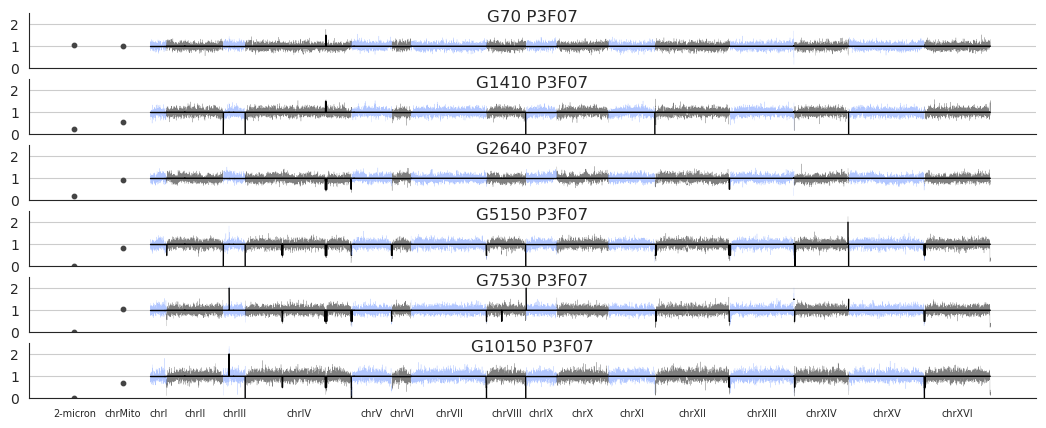 G70 P3F07
2
1
0
G1410 P3F07
2
1
0
G2640 P3F07
2
1
0
G5150 P3F07
2
1
0
G7530 P3F07
2
1
0
G10150 P3F07
2
1
0
2-micron chrMito chrI chrII chrIII chrIV chrV chrVI chrVII chrVIII chrIX chrX chrXI chrXII chrXIII chrXIV chrXV chrXVI